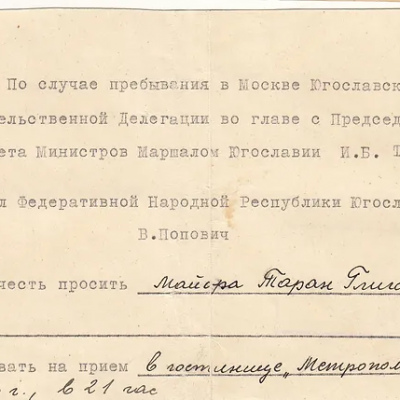 По случае пребывания в Москве Югославск
ельственной Делегации во главе с Председ
ета Министров Маршалом Югославии И.Б. Т
л Федеративной Народной Республики Югосл
В.Попович
честь просить майора Таран Григо
вать на прием в гостинице „Метропол
г., в 21 час